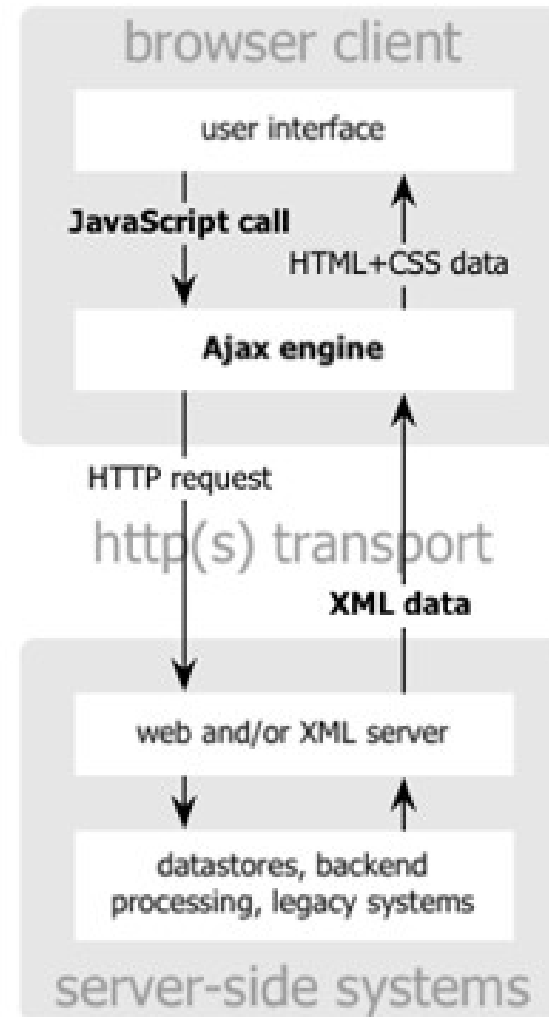 browser client
user interface
JavaScript call
HTML+CSS data
Ajax engine
HTTP request
http(s) transport
XML data
web and/or XML server
datastores, backend
processing, legacy systems
server-side systems